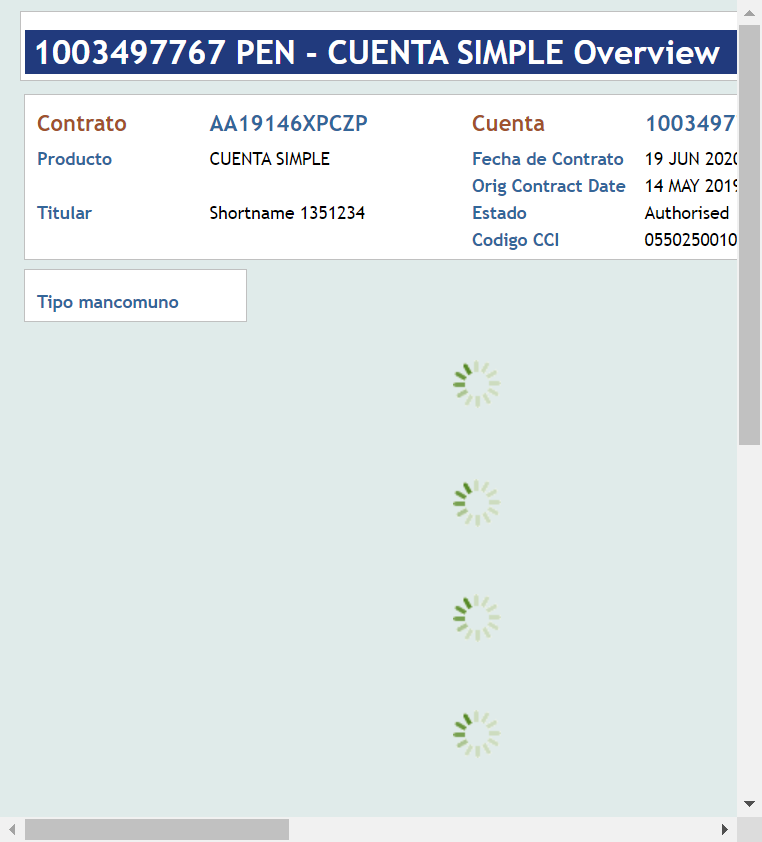 1003497767 PEN - CUENTA SIMPLE Overview
Contrato AA19146XPCZP Cuenta 1003497
Producto CUENTA SIMPLE Fecha de Contrato 19 JUN 2020
Orig Contract Date 14 MAY 2019
Titular Shortname 1351234 Estado Authorised
Codigo CCI 0550250010
Tipo mancomuno